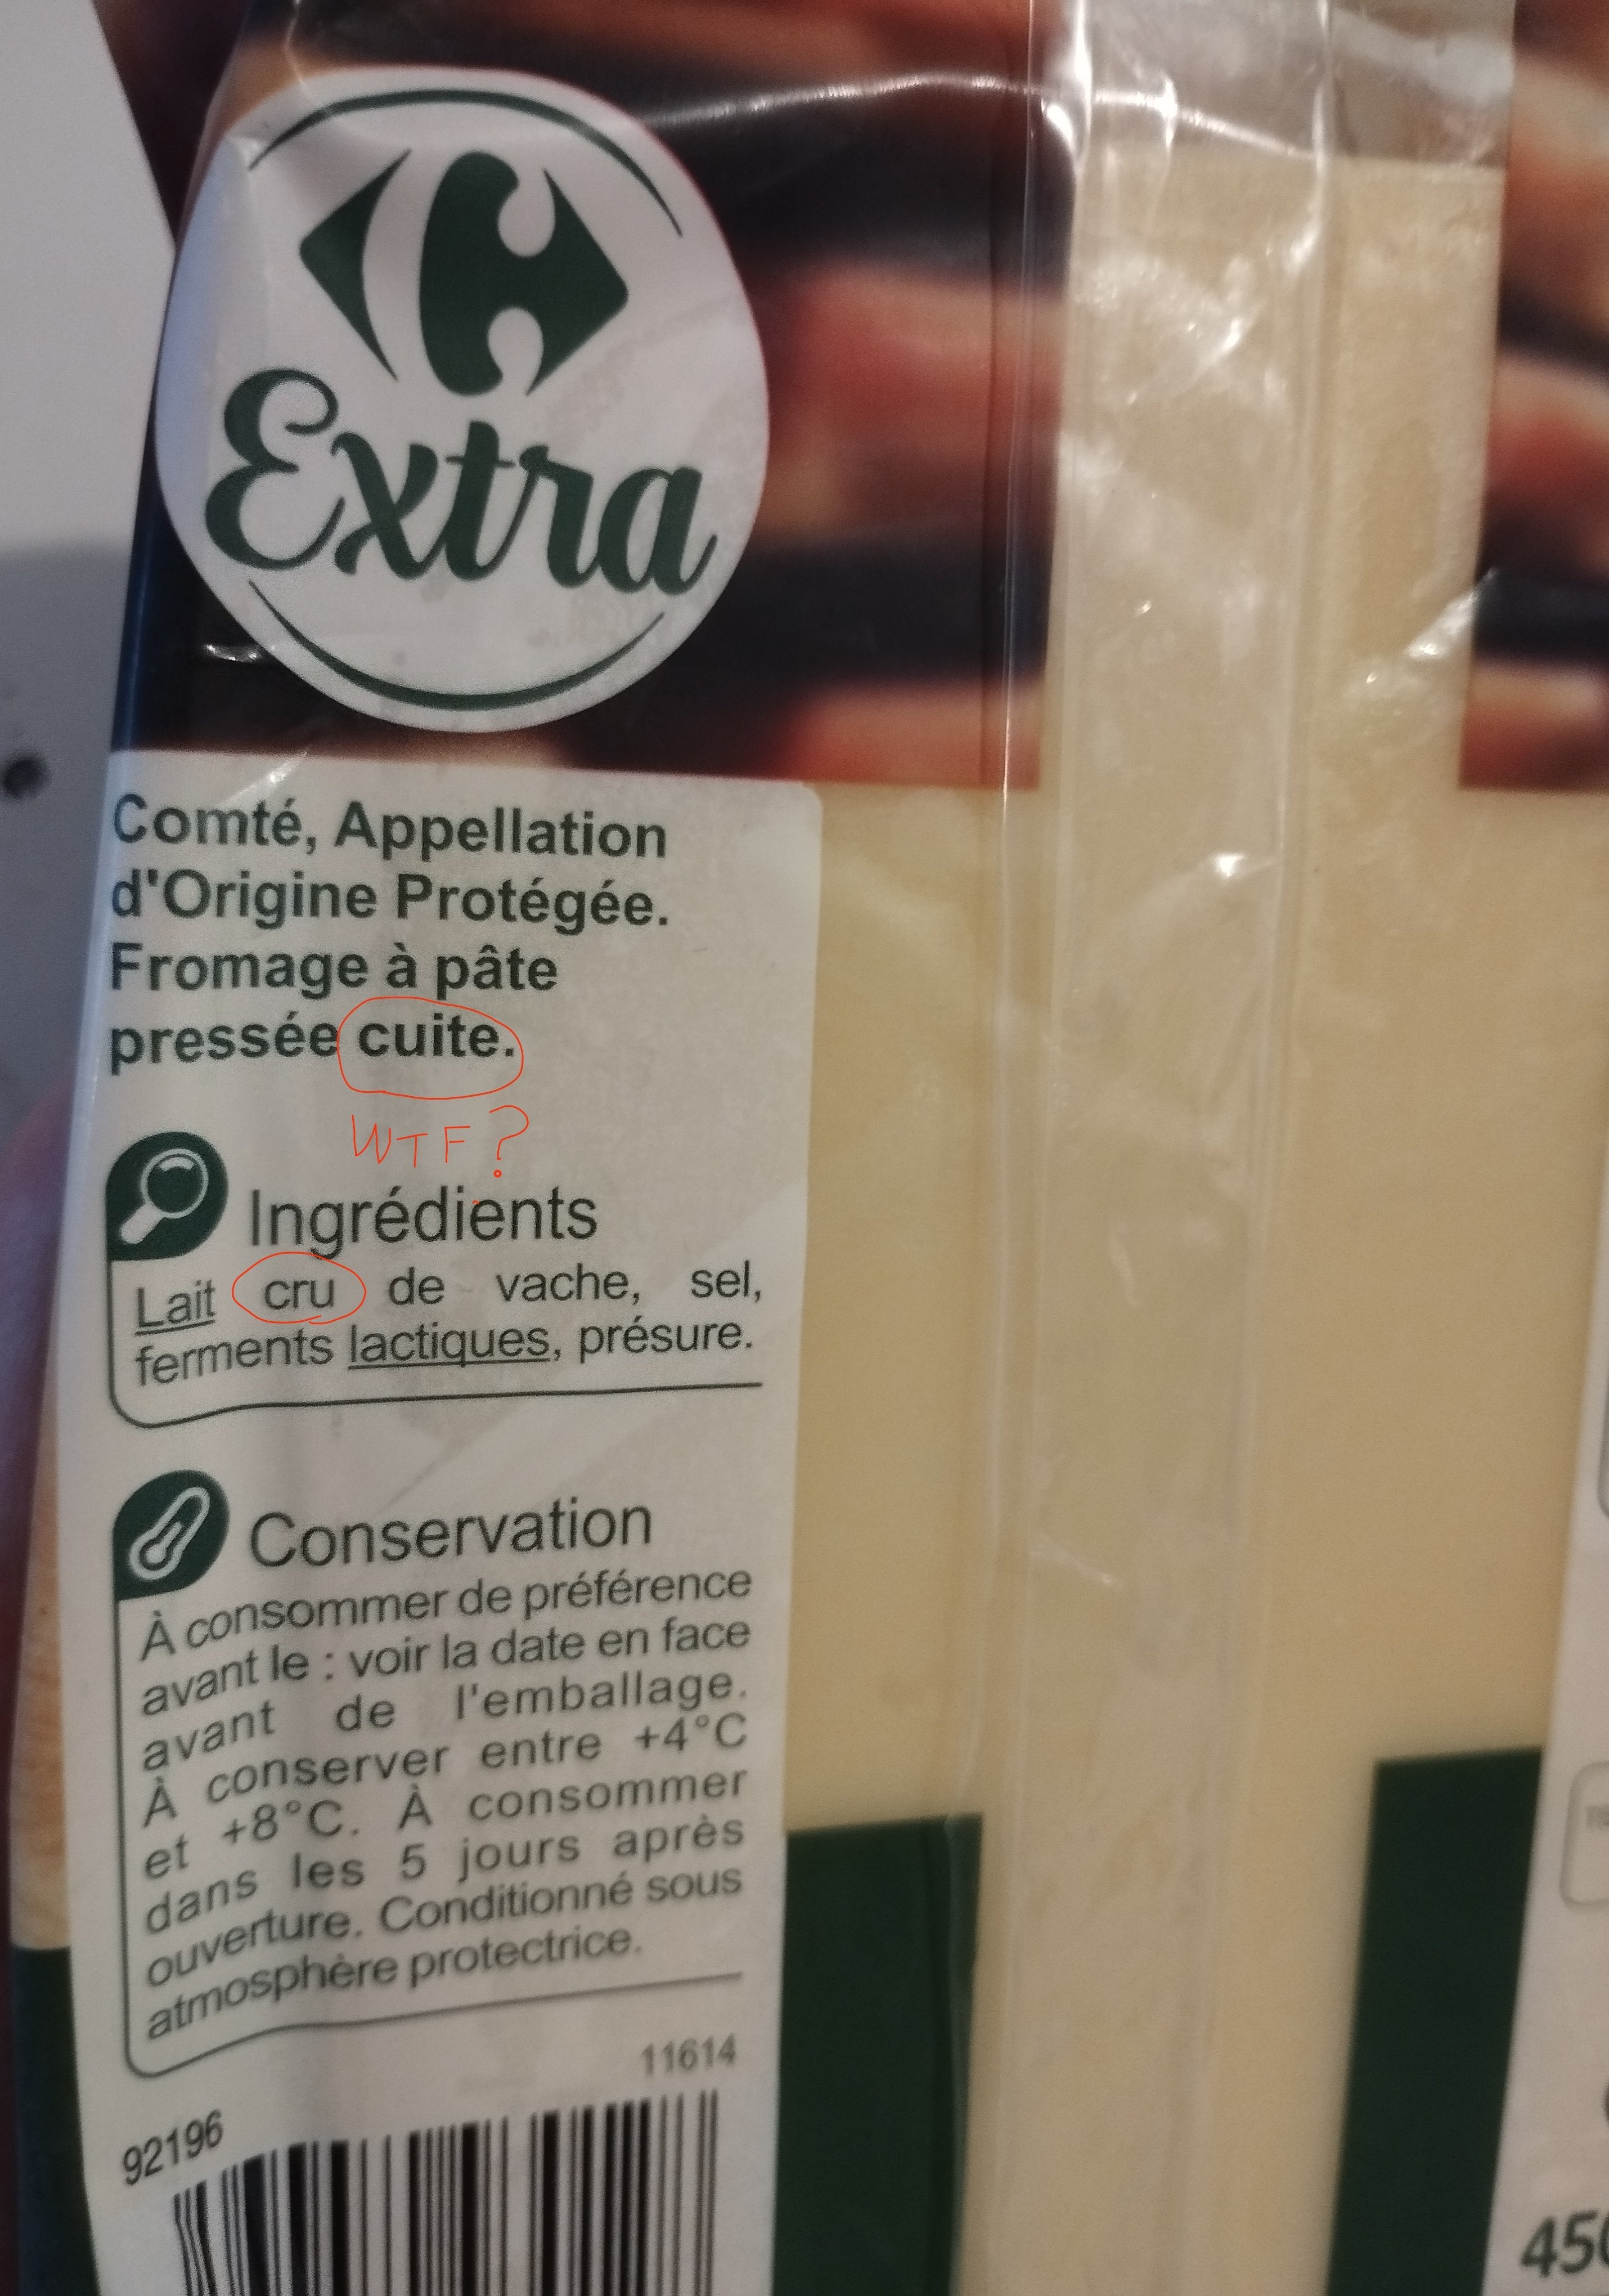 Extra
Comté, Appellation
d'Origine Protégée.
Fromage à pâte
pressée cuite.
WTF?
Ingrédients
Lait cru de vache, sel,
ferments lactiques, présure.
Conservation
À consommer de préférence
avant le : voir la date en face
avant de l'emballage.
À conserver entre +4°C
et +8°C. À consommer
dans les 5 jours après
ouverture. Conditionné sous
atmosphère protectrice.
11614
92196